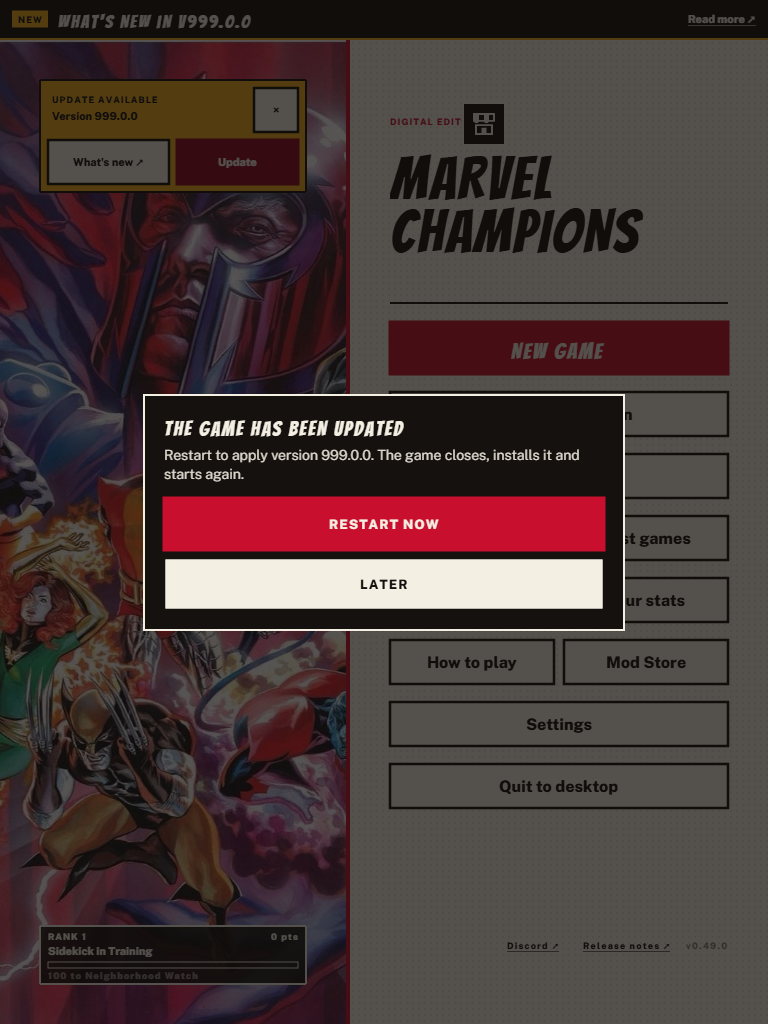 NEW WHAT'S NEW IN V999.0.0 Read more ↗
UPDATE AVAILABLE
Version 999.0.0
×
What's new ↗
Update
DIGITAL EDIT
MARVEL
CHAMPIONS
NEW GAME
THE GAME HAS BEEN UPDATED
Restart to apply version 999.0.0. The game closes, installs it and
starts again.
RESTART NOW
LATER
st games
ur stats
How to play
Mod Store
Settings
Quit to desktop
RANK 1 0 pts
Sidekick in Training
100 to Neighborhood Watch
Discord ↗ Release notes ↗ v0.49.0